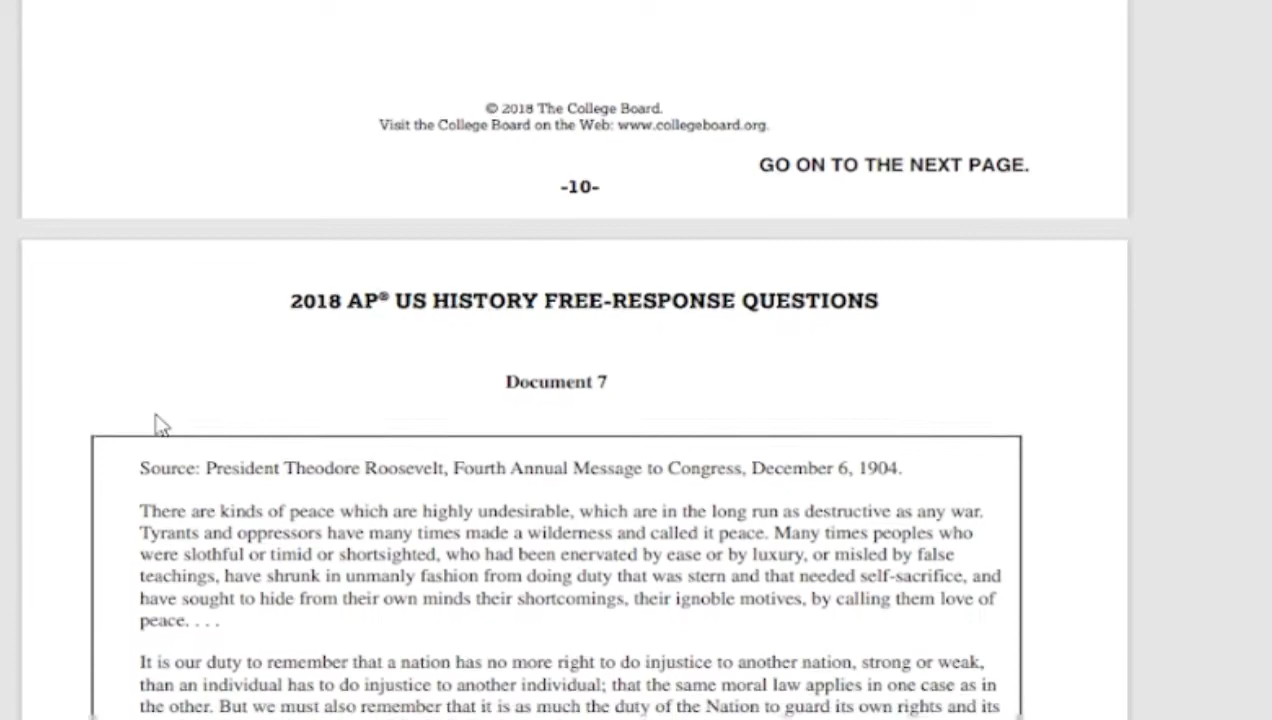 © 2018 The College Board.
Visit the College Board on the Web: www.collegeboard.org.
GO ON TO THE NEXT PAGE.
-10-
2018 AP® US HISTORY FREE-RESPONSE QUESTIONS
Document 7
Source: President Theodore Roosevelt, Fourth Annual Message to Congress, December 6, 1904.
There are kinds of peace which are highly undesirable, which are in the long run as destructive as any war.
Tyrants and oppressors have many times made a wilderness and called it peace. Many times peoples who
were slothful or timid or shortsighted, who had been enervated by ease or by luxury, or misled by false
teachings, have shrunk in unmanly fashion from doing duty that was stern and that needed self-sacrifice, and
have sought to hide from their own minds their shortcomings, their ignoble motives, by calling them love of
peace. . . .
It is our duty to remember that a nation has no more right to do injustice to another nation, strong or weak,
than an individual has to do injustice to another individual; that the same moral law applies in one case as in
the other. But we must also remember that it is as much the duty of the Nation to guard its own rights and its